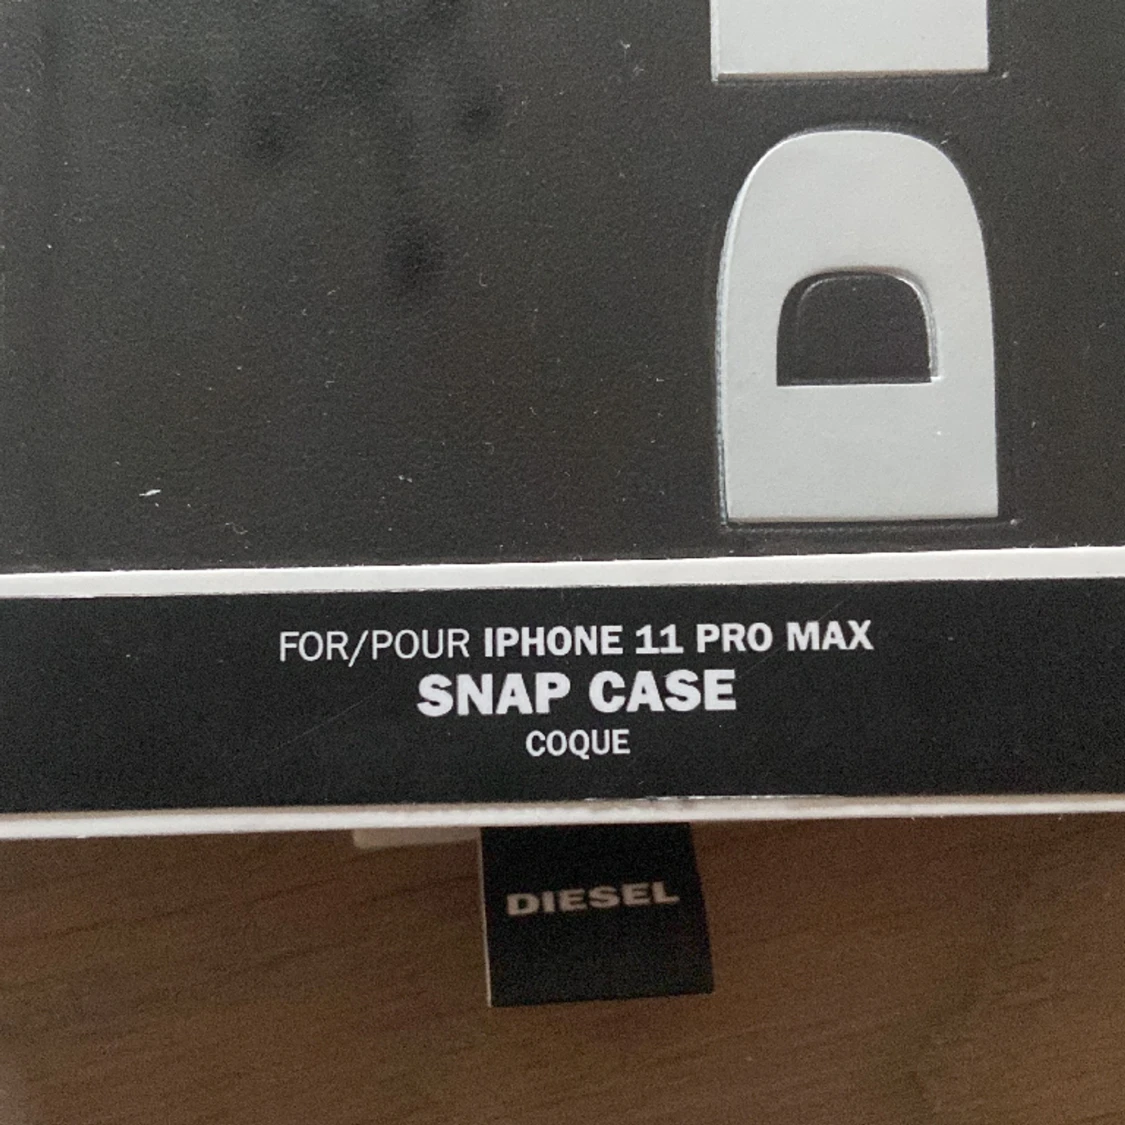 D
FOR/POUR IPHONE 11 PRO MAX
SNAP CASE
COQUE
DIESEL